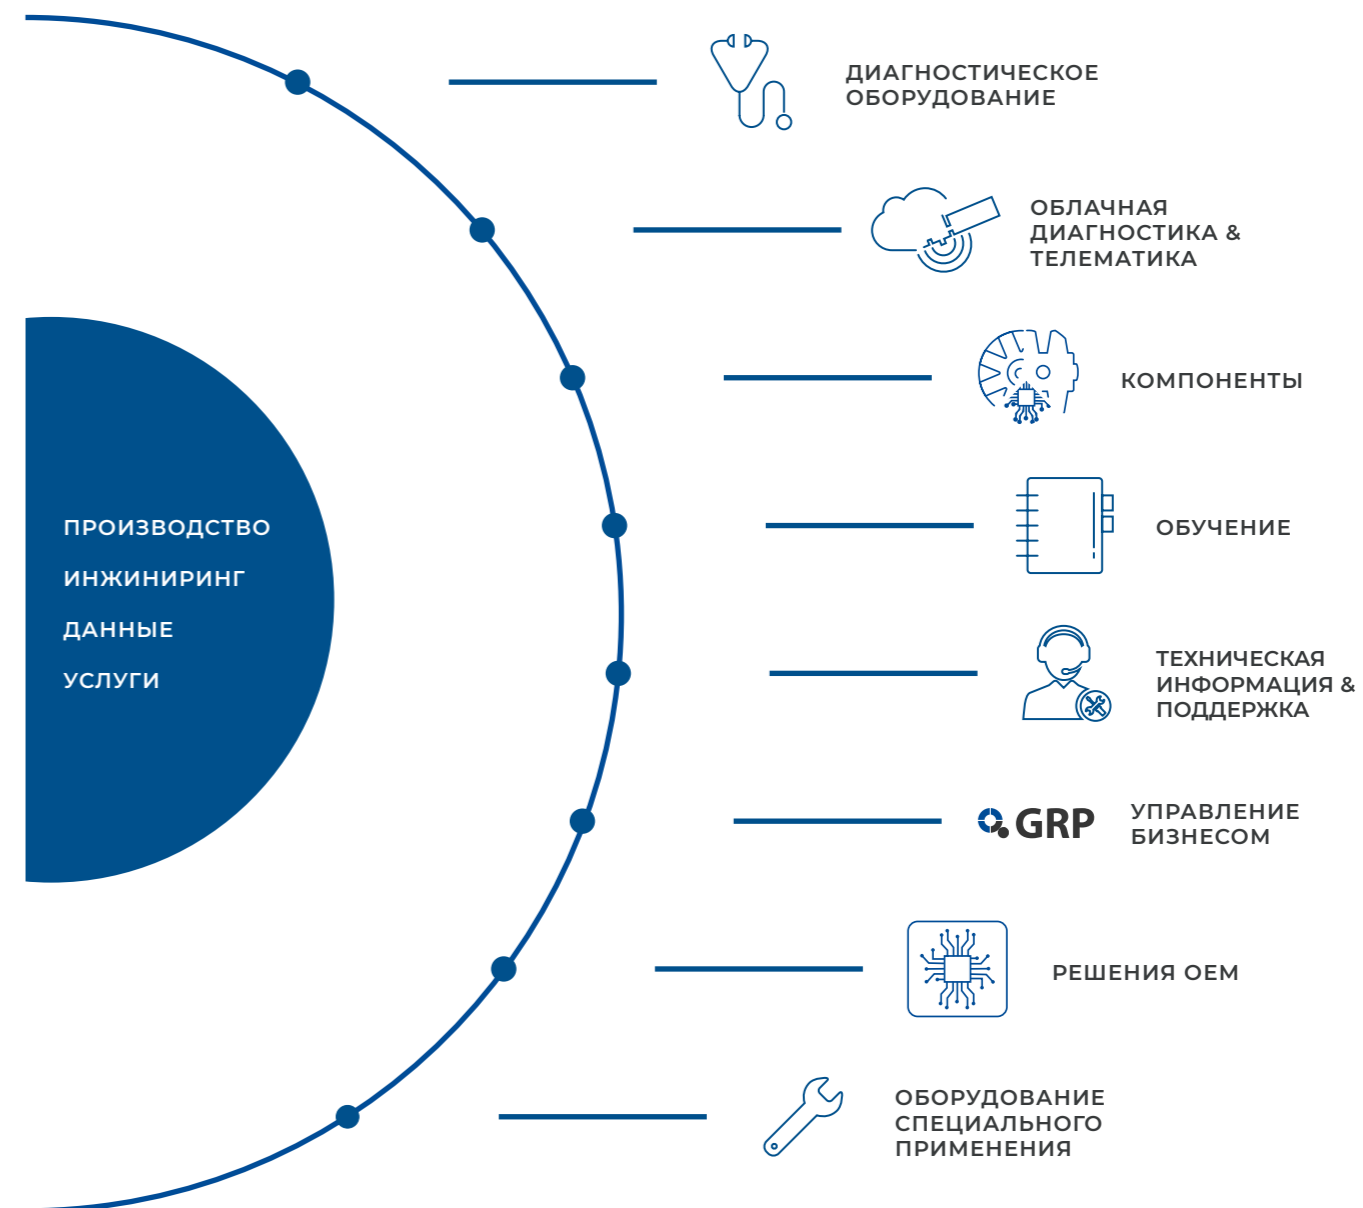 ПРОИЗВОДСТВО
ИНЖИНИРИНГ
ДАННЫЕ
УСЛУГИ
ДИАГНОСТИЧЕСКОЕ
ОБОРУДОВАНИЕ
ОБЛАЧНАЯ
ДИАГНОСТИКА &
ТЕЛЕМАТИКА
КОМПОНЕНТЫ
ОБУЧЕНИЕ
ТЕХНИЧЕСКАЯ
ИНФОРМАЦИЯ &
ПОДДЕРЖКА
GRP
УПРАВЛЕНИЕ
БИЗНЕСОМ
РЕШЕНИЯ OEM
ОБОРУДОВАНИЕ
СПЕЦИАЛЬНОГО
ПРИМЕНЕНИЯ